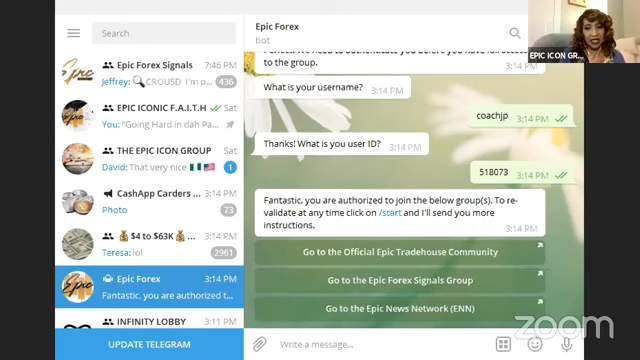 Search
Epic Forex Signals 7:46 PM
Jeffrey: CROUSD I'm p... 436
EPIC ICONIC F.A.I.T.H Sat
You: "Going Hard in dah Pa...
THE EPIC ICON GROUP Sat
David: That very nice 1
CashApp Carders ... 3:14 PM
Photo 73
$4 to $63K ... 3:14 PM
Teresa: lol 2961
Epic Forex 3:14 PM
Fantastic, you are authorized t...
INFINITY LOBBY 3:11 PM
UPDATE TELEGRAM
Epic Forex
bot
to the group. 3:13 PM
What is your username? 3:14 PM
coachjp 3:14 PM
Thanks! What is you user ID? 3:14 PM
518073 3:14 PM
Fantastic, you are authorized to join the below group(s). To re-
validate at any time click on /start and I'll send you more
instructions. 3:14 PM
Go to the Official Epic Tradehouse Community
Go to the Epic Forex Signals Group
Go to the Epic News Network (ENN)
Write a message...
EPIC ICON GR...
zoom